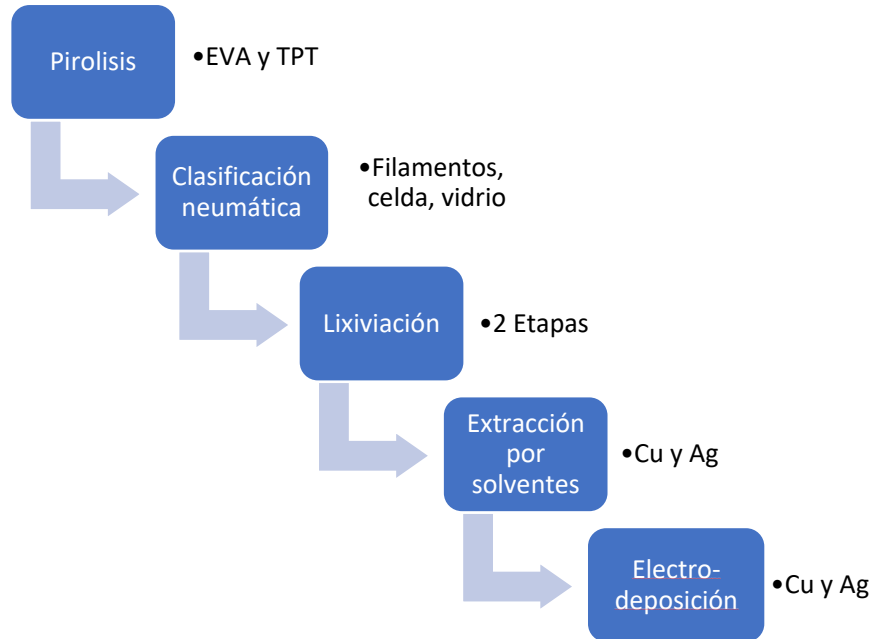 Pirolisis
•EVA y TPT
Clasificación
neumática
•Filamentos,
celda, vidrio
Lixiviación
•2 Etapas
Extracción
por
solventes
•Cu y Ag
Electro-
deposición
•Cu y Ag